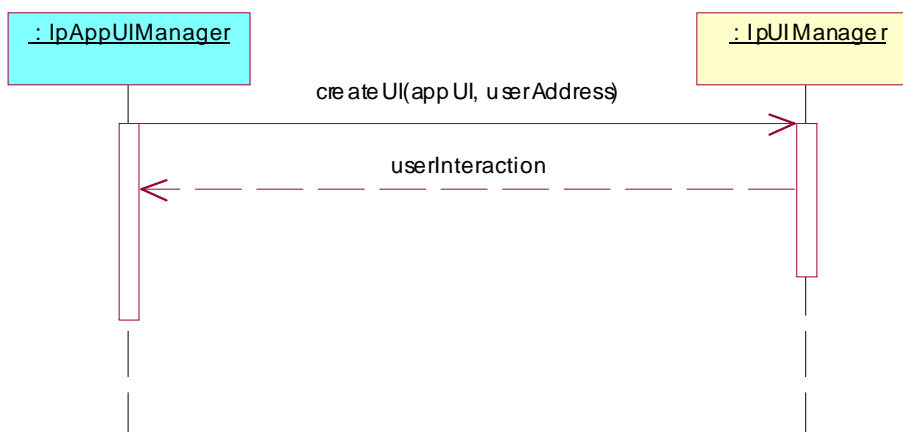 : IpAppUIManager
: IpUIManager
createUI(appUI, userAddress)
userInteraction